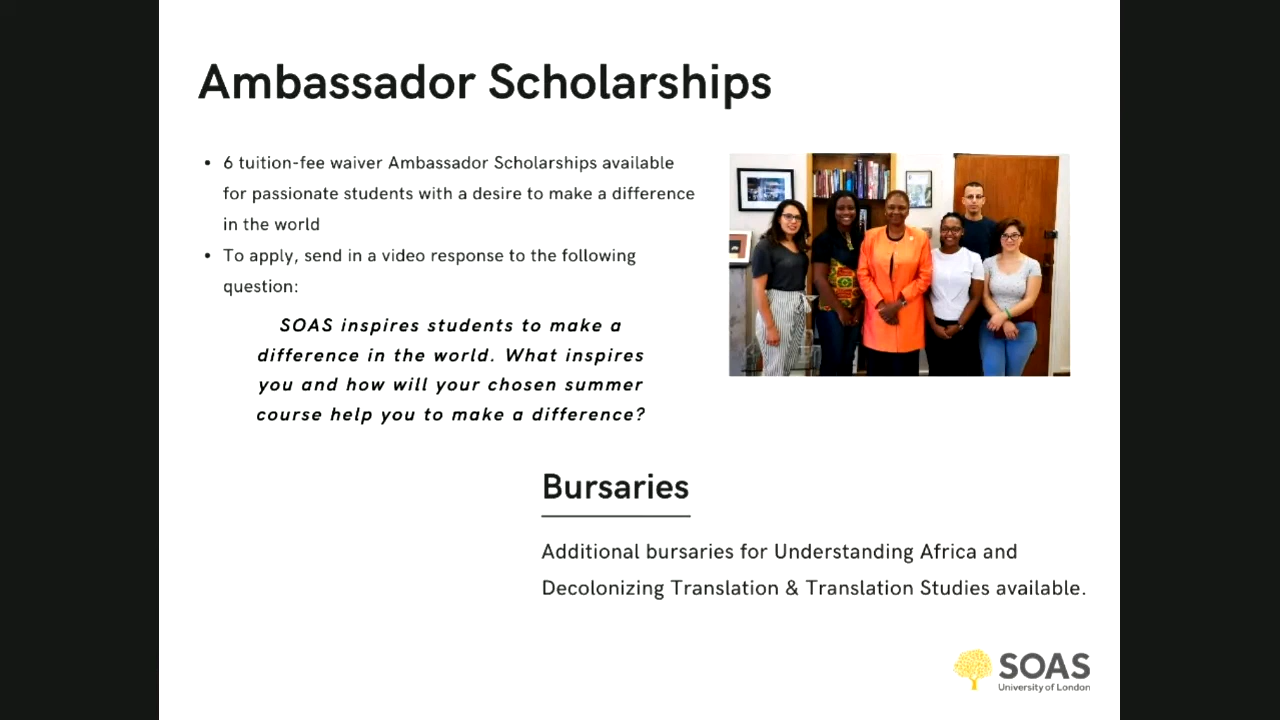 Ambassador Scholarships
• 6 tuition-fee waiver Ambassador Scholarships available
for passionate students with a desire to make a difference
in the world
• To apply, send in a video response to the following
question:
SOAS inspires students to make a
difference in the world. What inspires
you and how will your chosen summer
course help you to make a difference?
Bursaries
Additional bursaries for Understanding Africa and
Decolonizing Translation & Translation Studies available.
SOAS
University of London